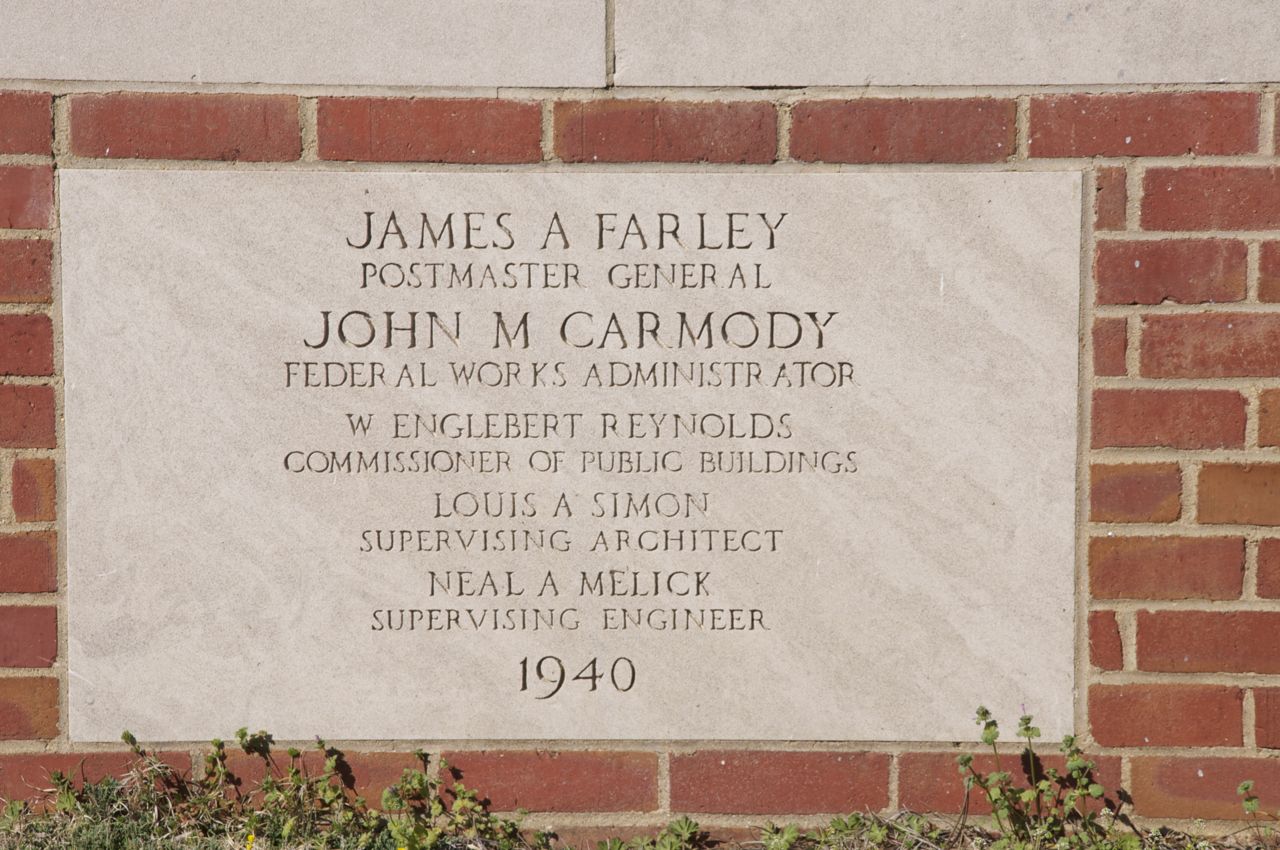 JAMES A FARLEY
POSTMASTER GENERAL
JOHN M CARMODY
FEDERAL WORKS ADMINISTRATOR
W ENGLEBERT REYNOLDS
COMMISSIONER OF PUBLIC BUILDINGS
LOUIS A SIMON
SUPERVISING ARCHITECT
NEAL A MELICK
SUPERVISING ENGINEER
1940